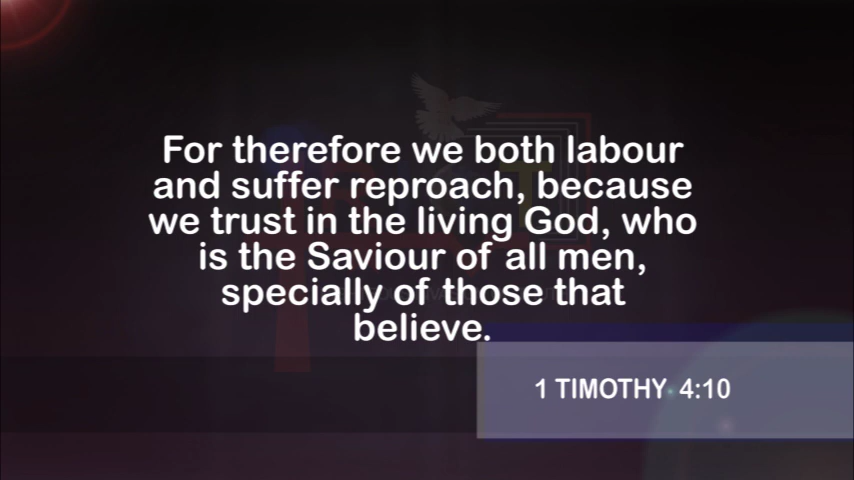 For therefore we both labour
and suffer reproach, because
we trust in the living God, who
is the Saviour of all men,
specially of those that
believe.
1 TIMOTHY 4:10